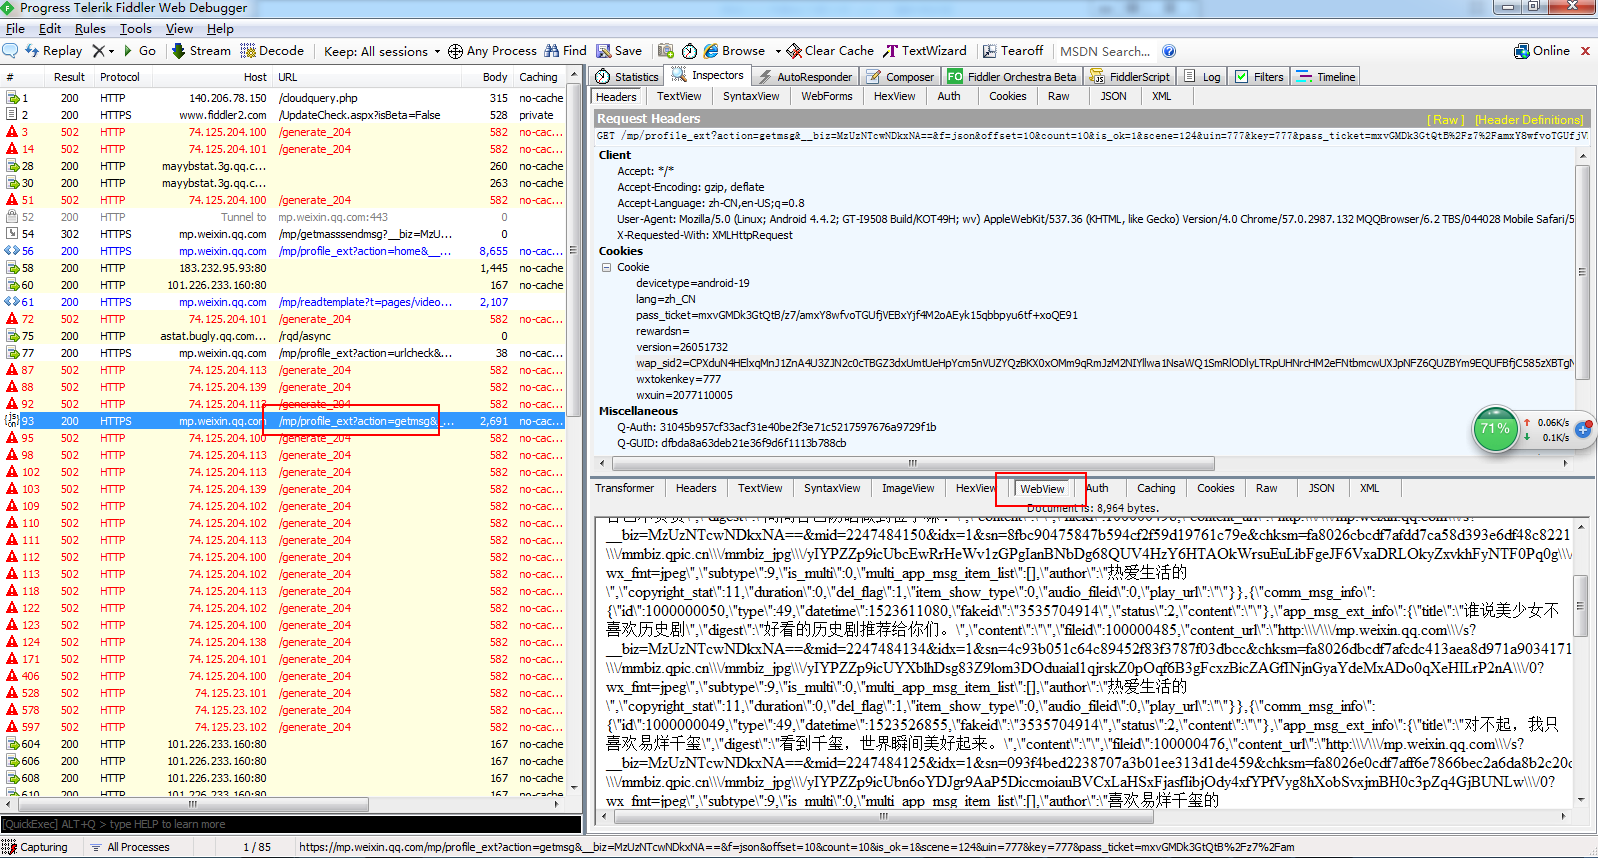 Progress Telerik Fiddler Web Debugger
File Edit Rules Tools View Help
Replay Go Stream Decode Keep: All sessions Any Process Find Save Browse Clear Cache TextWizard Tearoff MSDN Search... Online
# Result Protocol Host URL Body Caching
1 200 HTTP 140.206.78.150 /cloudquery.php 315 no-cache
2 200 HTTPS www.fiddler2.com /UpdateCheck.aspx?isBeta=False 528 private
3 502 HTTP 74.125.204.100 /generate_204 582 no-cac...
14 502 HTTP 74.125.204.101 /generate_204 582 no-cac...
28 200 HTTP mayybstat.3g.qq.c... 260 no-cache
30 200 HTTP mayybstat.3g.qq.c... 263 no-cache
51 502 HTTP 74.125.204.100 /generate_204 582 no-cac...
52 200 HTTP Tunnel to mp.weixin.qq.com:443 0
54 302 HTTP mp.weixin.qq.com /mp/getmasssendmsg?__biz=MzU... 0
56 200 HTTPS mp.weixin.qq.com /mp/profile_ext?action=home&__... 8,655 no-cac...
58 200 HTTP 183.232.95.93:80 1,445 no-cache
60 200 HTTP 101.226.233.160:80 167 no-cache
61 200 HTTPS mp.weixin.qq.com /mp/readtemplate?t=pages/video... 2,107
72 502 HTTP 74.125.204.101 /generate_204 582 no-cac...
75 200 HTTP astat.bugly.qq.com... /rqd/async 0
77 200 HTTPS mp.weixin.qq.com /mp/profile_ext?action=urlcheck&... 38 no-cac...
87 502 HTTP 74.125.204.113 /generate_204 582 no-cac...
88 502 HTTP 74.125.204.139 /generate_204 582 no-cac...
92 502 HTTP 74.125.204.113 /generate_204 582 no-cac...
93 200 HTTPS mp.weixin.qq.com /mp/profile_ext?action=getmsg&_... 2,691 no-cac...
95 502 HTTP 74.125.204.100 /generate_204 582 no-cac...
98 502 HTTP 74.125.204.113 /generate_204 582 no-cac...
102 502 HTTP 74.125.204.113 /generate_204 582 no-cac...
103 502 HTTP 74.125.204.139 /generate_204 582 no-cac...
109 502 HTTP 74.125.204.102 /generate_204 582 no-cac...
110 502 HTTP 74.125.204.102 /generate_204 582 no-cac...
111 502 HTTP 74.125.204.113 /generate_204 582 no-cac...
112 502 HTTP 74.125.204.100 /generate_204 582 no-cac...
113 502 HTTP 74.125.204.102 /generate_204 582 no-cac...
118 502 HTTP 74.125.204.113 /generate_204 582 no-cac...
122 502 HTTP 74.125.204.102 /generate_204 582 no-cac...
123 502 HTTP 74.125.204.100 /generate_204 582 no-cac...
124 502 HTTP 74.125.204.138 /generate_204 582 no-cac...
171 502 HTTP 74.125.204.101 /generate_204 582 no-cac...
406 502 HTTP 74.125.204.100 /generate_204 582 no-cac...
528 502 HTTP 74.125.23.101 /generate_204 582 no-cac...
578 502 HTTP 74.125.23.102 /generate_204 582 no-cac...
597 502 HTTP 74.125.23.102 /generate_204 582 no-cac...
604 200 HTTP 101.226.233.160:80 167 no-cache
606 200 HTTP 101.226.233.160:80 167 no-cache
608 200 HTTP 101.226.233.160:80 167 no-cache
610 200 HTTP 101.226.233.160:80 167 no-cache
[QuickExec] ALT+Q > type HELP to learn more
Statistics Inspectors AutoResponder Composer FO Fiddler Orchestra Beta FiddlerScript Log Filters Timeline
Headers TextView SyntaxView WebForms HexView Auth Cookies Raw JSON XML
Request Headers [ Raw ] [Header Definitions]
GET /mp/profile_ext?action=getmsg&__biz=MzUzNTcwNDkxNA==&f=json&offset=10&count=10&is_ok=1&scene=124&uin=777&key=777&pass_ticket=mxvGMDk3GtQtB%2Fz7%2FamxY8wfvoTGUfjV
Client
Accept: */*
Accept-Encoding: gzip, deflate
Accept-Language: zh-CN,en-US;q=0.8
User-Agent: Mozilla/5.0 (Linux; Android 4.4.2; GT-I9508 Build/KOT49H; wv) AppleWebKit/537.36 (KHTML, like Gecko) Version/4.0 Chrome/57.0.2987.132 MQQBrowser/6.2 TBS/044028 Mobile Safari/5
X-Requested-With: XMLHttpRequest
Cookies
Cookie
devicetype=android-19
lang=zh_CN
pass_ticket=mxvGMDk3GtQtB/z7/amxY8wfvoTGUfjVEBxYjf4M2oAEyk15qbbpyu6tf+xoQE91
rewardsn=
version=26051732
wxtokenkey=777
wxuin=2077110005
Miscellaneous
Q-Auth: 31045b957cf33acf31e40be2f3e71c5217597676a9729f1b
Q-GUID: dfbda8a63deb21e36f9d6f1113b788cb
71% 0.06K/s
0.1K/s
Transformer Headers TextView SyntaxView ImageView HexView WebView Auth Caching Cookies Raw JSON XML
Document is: 8,964 bytes.
__biz=MzUzNTcwNDkxNA==&mid=2247484150&idx=1&sn=8fbc90475847b594cf2f59d19761c79e&chksm=fa8026cbcdf7afdd7ca58d393e6df48c8221
wx_fmt=jpeg\",\"subtype\":9,\"is_multi\":0,\"multi_app_msg_item_list\":[],\"author\":\"热爱生活的
\",\"copyright_stat\":11,\"duration\":0,\"del_flag\":1,\"item_show_type\":0,\"audio_fileid\":0,\"play_url\":\"\"}},{\"comm_msg_info\":
{\"id\":1000000050,\"type\":49,\"datetime\":1523611080,\"fakeid\":\"3535704914\",\"status\":2,\"content\":\"\"},\"app_msg_ext_info\":{\"title\":\"谁说美少女不
喜欢历史剧\",\"digest\":\"好看的历史剧推荐给你们。\",\"content\":\"\",\"fileid\":100000485,\"content_url\":\"http:\\\/\\\/mp.weixin.qq.com\\\/s?
__biz=MzUzNTcwNDkxNA==&mid=2247484134&idx=1&sn=4c93b051c64c89452f83f3787f03dbcc&chksm=fa8026dbcdf7afcdc413aea8d971a9034171
wx_fmt=jpeg\",\"subtype\":9,\"is_multi\":0,\"multi_app_msg_item_list\":[],\"author\":\"热爱生活的
\",\"copyright_stat\":11,\"duration\":0,\"del_flag\":1,\"item_show_type\":0,\"audio_fileid\":0,\"play_url\":\"\"}},{\"comm_msg_info\":
{\"id\":1000000049,\"type\":49,\"datetime\":1523526855,\"fakeid\":\"3535704914\",\"status\":2,\"content\":\"\"},\"app_msg_ext_info\":{\"title\":\"对不起，我只
喜欢易烊千玺\",\"digest\":\"看到千玺，世界瞬间美好起来。\",\"content\":\"\",\"fileid\":100000476,\"content_url\":\"http:\\\/\\\/mp.weixin.qq.com\\\/s?
__biz=MzUzNTcwNDkxNA==&mid=2247484125&idx=1&sn=093f4bed2238707a3b01ee313d1de459&chksm=fa8026e0cdf7aff6e7866bec2a6da8b2c20c
wx_fmt=jpeg\",\"subtype\":9,\"is_multi\":0,\"multi_app_msg_item_list\":[],\"author\":\"喜欢易烊千玺的
Capturing All Processes 1 / 85 https://mp.weixin.qq.com/mp/profile_ext?action=getmsg&__biz=MzUzNTcwNDkxNA==&f=json&offset=10&count=10&is_ok=1&scene=124&uin=777&key=777&pass_ticket=mxvGMDk3GtQtB%2Fz7%2Fam